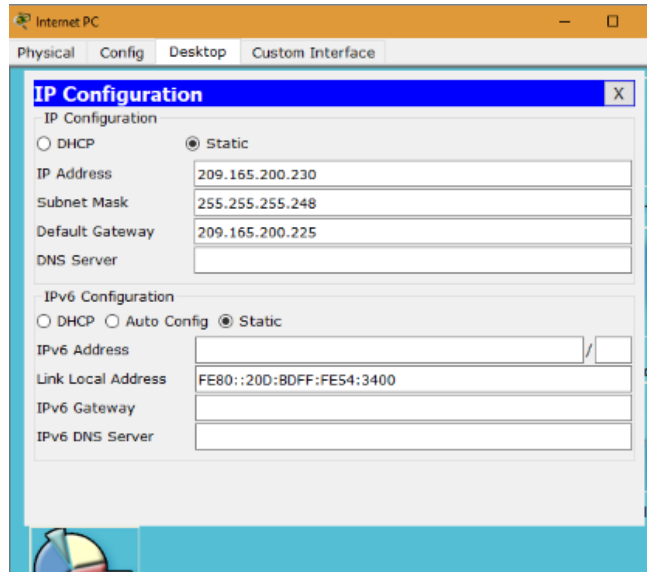 Internet PC
Physical Config Desktop Custom Interface
IP Configuration X
IP Configuration
DHCP Static
IP Address 209.165.200.230
Subnet Mask 255.255.255.248
Default Gateway 209.165.200.225
DNS Server
IPv6 Configuration
DHCP Auto Config Static
IPv6 Address /
Link Local Address FE80::20D:BDFF:FE54:3400
IPv6 Gateway
IPv6 DNS Server